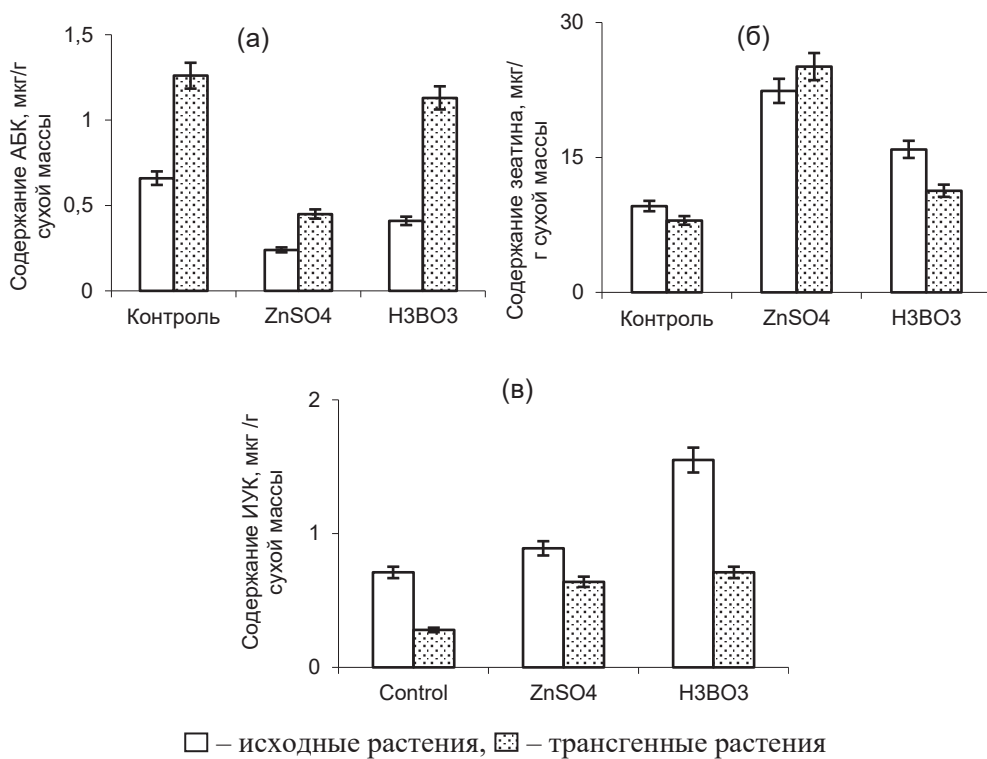 (а)
Содержание АБК, мкг/г
сухой массы
1,5
1
0,5
0
Контроль ZnSO4 H3BO3
(б)
Содержание зеатина, мкг/
г сухой массы
30
15
0
Контроль ZnSO4 H3BO3
(в)
Содержание ИУК, мкг /г
сухой массы
2
1
0
Control ZnSO4 H3BO3
– исходные растения, – трансгенные растения